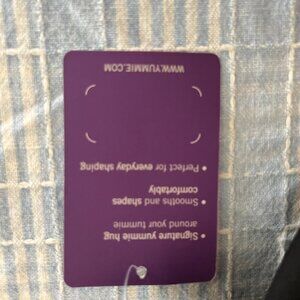 • Signature yummie hug
around your tummie
• Smooths and shapes
comfortably
• Perfect for everyday shaping
WWW.YUMMIE.COM